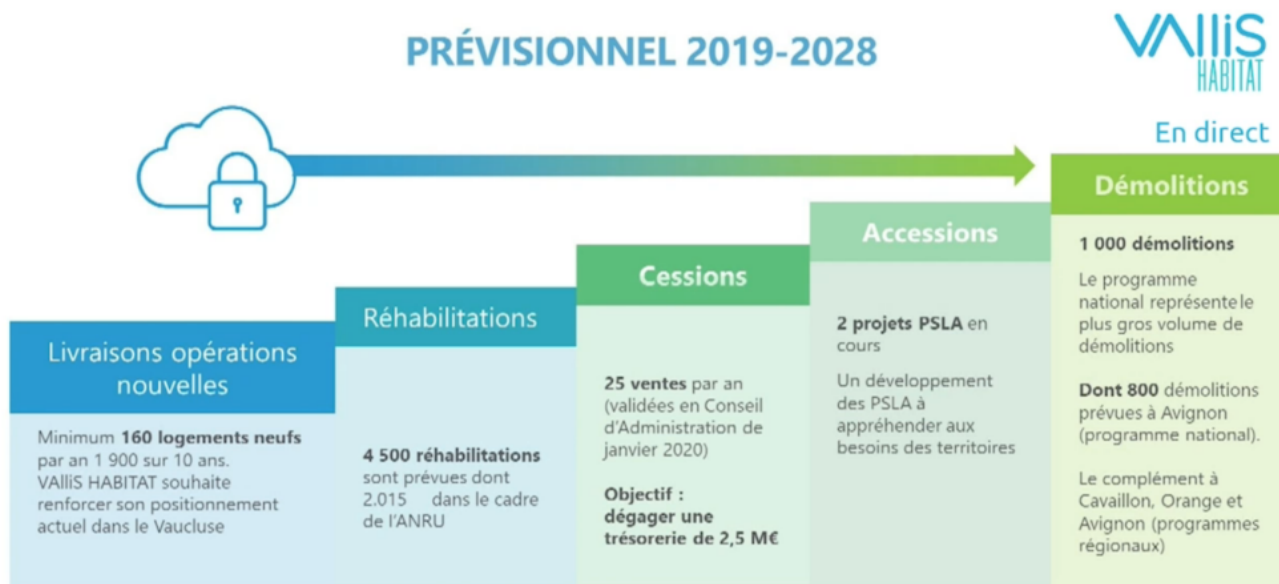 PRÉVISIONNEL 2019-2028
VAlliS
HABITAT
En direct
Livraisons opérations
nouvelles
Minimum 160 logements neufs
par an 1 900 sur 10 ans.
VAlliS HABITAT souhaite
renforcer son positionnement
actuel dans le Vaucluse
Réhabilitations
4 500 réhabilitations
sont prévues dont
2.015 dans le cadre
de l'ANRU
Cessions
25 ventes par an
(validées en Conseil
d'Administration de
janvier 2020)
Objectif :
dégager une
trésorerie de 2,5 M€
Accessions
2 projets PSLA en
cours
Un développement
des PSLA à
appréhender aux
besoins des territoires
Démolitions
1 000 démolitions
Le programme
national représente le
plus gros volume de
démolitions
Dont 800 démolitions
prévues à Avignon
(programme national).
Le complément à
Cavaillon, Orange et
Avignon (programmes
régionaux)